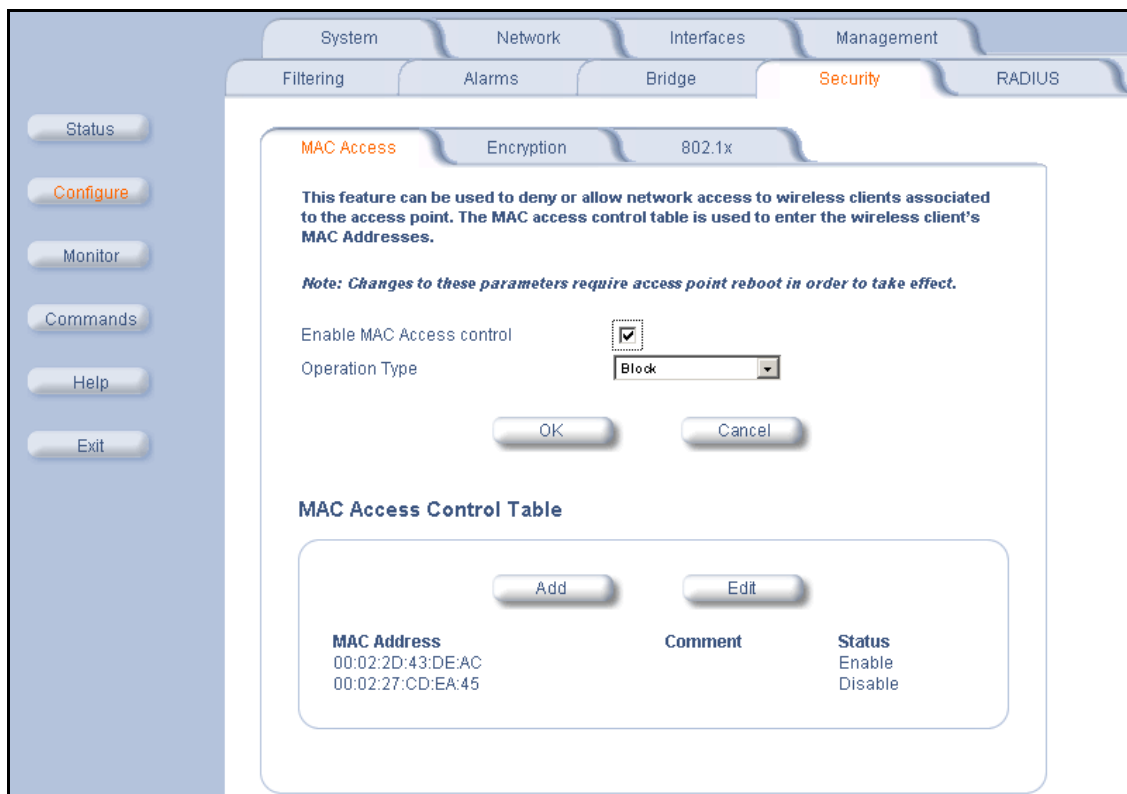 System Network Interfaces Management
Filtering Alarms Bridge Security RADIUS
Status
Configure
Monitor
Commands
Help
Exit
MAC Access Encryption 802.1x
This feature can be used to deny or allow network access to wireless clients associated
to the access point. The MAC access control table is used to enter the wireless client's
MAC Addresses.
Note: Changes to these parameters require access point reboot in order to take effect.
Enable MAC Access control
Operation Type Block
OK Cancel
MAC Access Control Table
Add Edit
MAC Address Comment Status
00:02:2D:43:DE:AC Enable
00:02:27:CD:EA:45 Disable